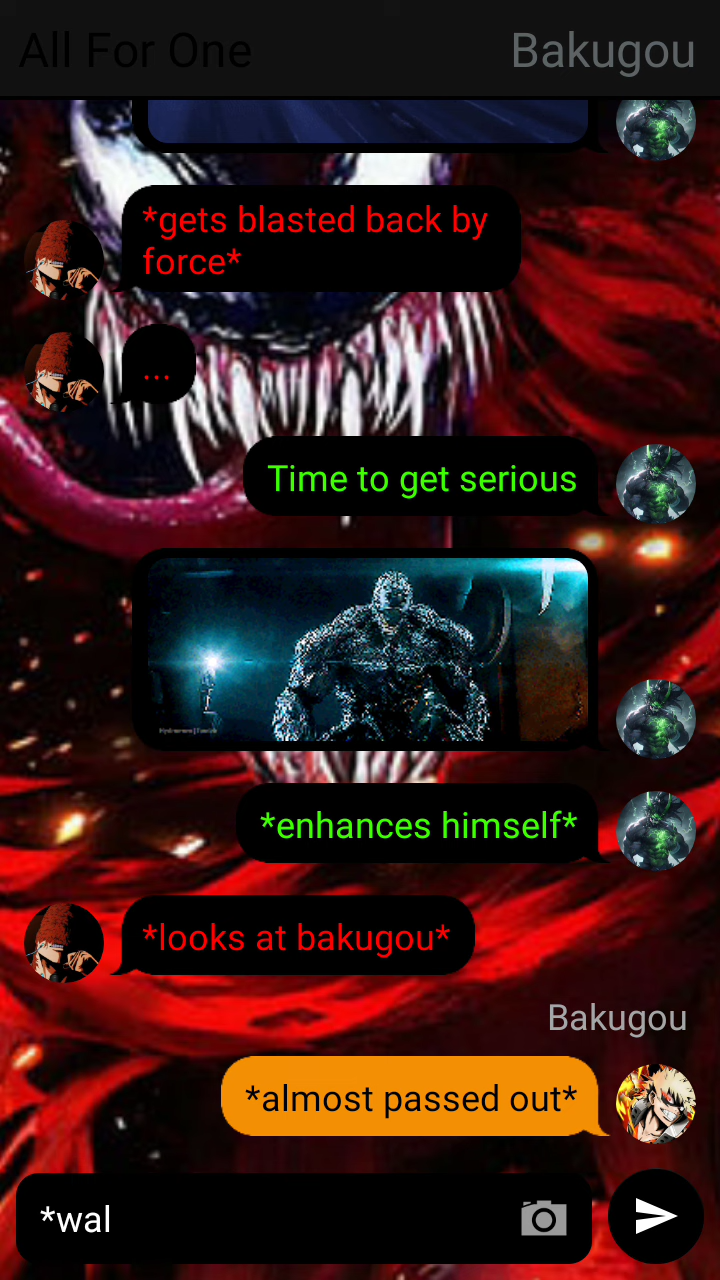 All For One
Bakugou
*gets blasted back by
force*
...
Time to get serious
*enhances himself*
*looks at bakugou*
Bakugou
*almost passed out*
*wal